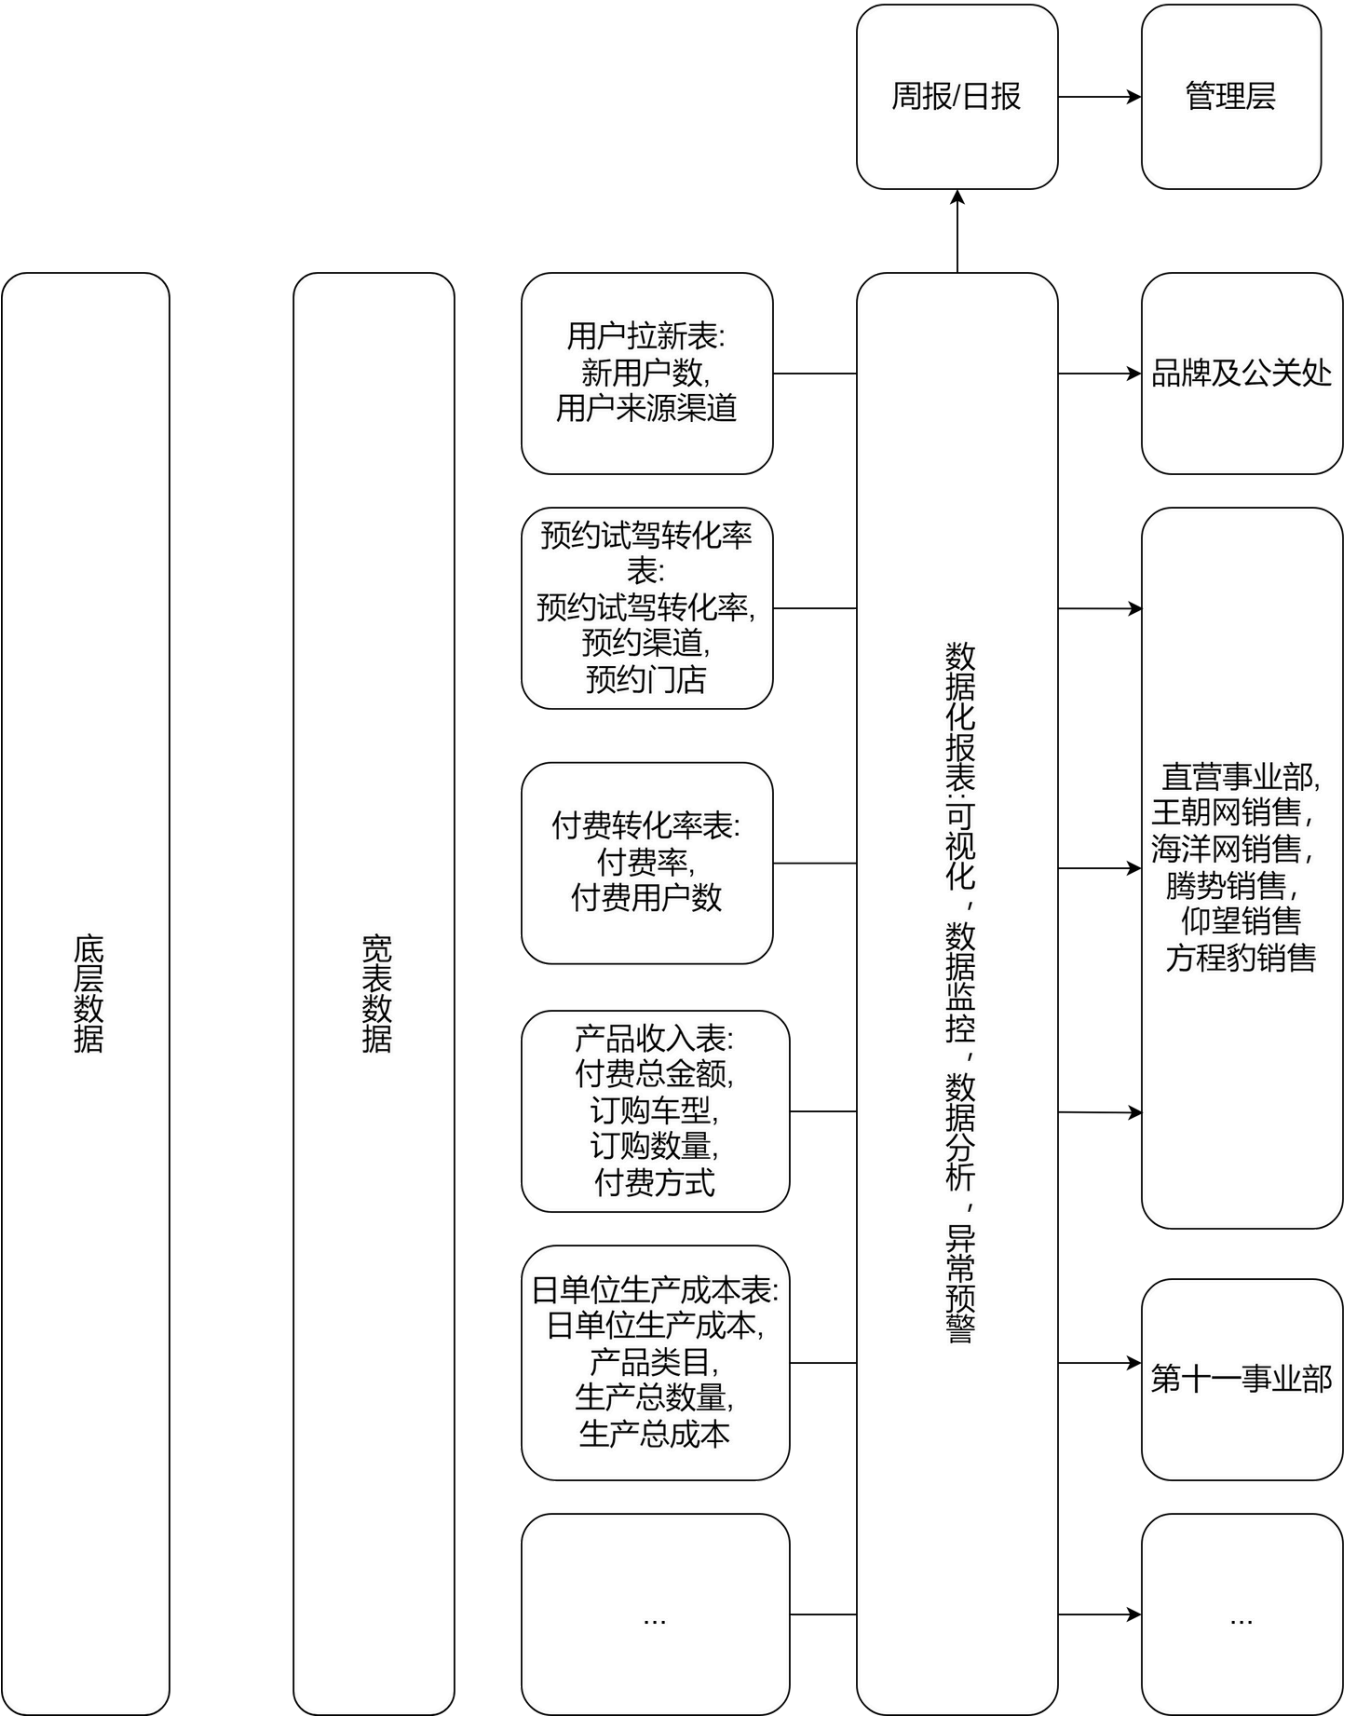 周报/日报
管理层
底层数据
宽表数据
用户拉新表:
新用户数,
用户来源渠道
预约试驾转化率
表:
预约试驾转化率,
预约渠道,
预约门店
付费转化率表:
付费率,
付费用户数
产品收入表:
付费总金额,
订购车型,
订购数量,
付费方式
日单位生产成本表:
日单位生产成本,
产品类目,
生产总数量,
生产总成本
...
数据化报表:可视化,数据监控,数据分析,异常预警
品牌及公关处
直营事业部,
王朝网销售,
海洋网销售,
腾势销售,
仰望销售
方程豹销售
第十一事业部
...